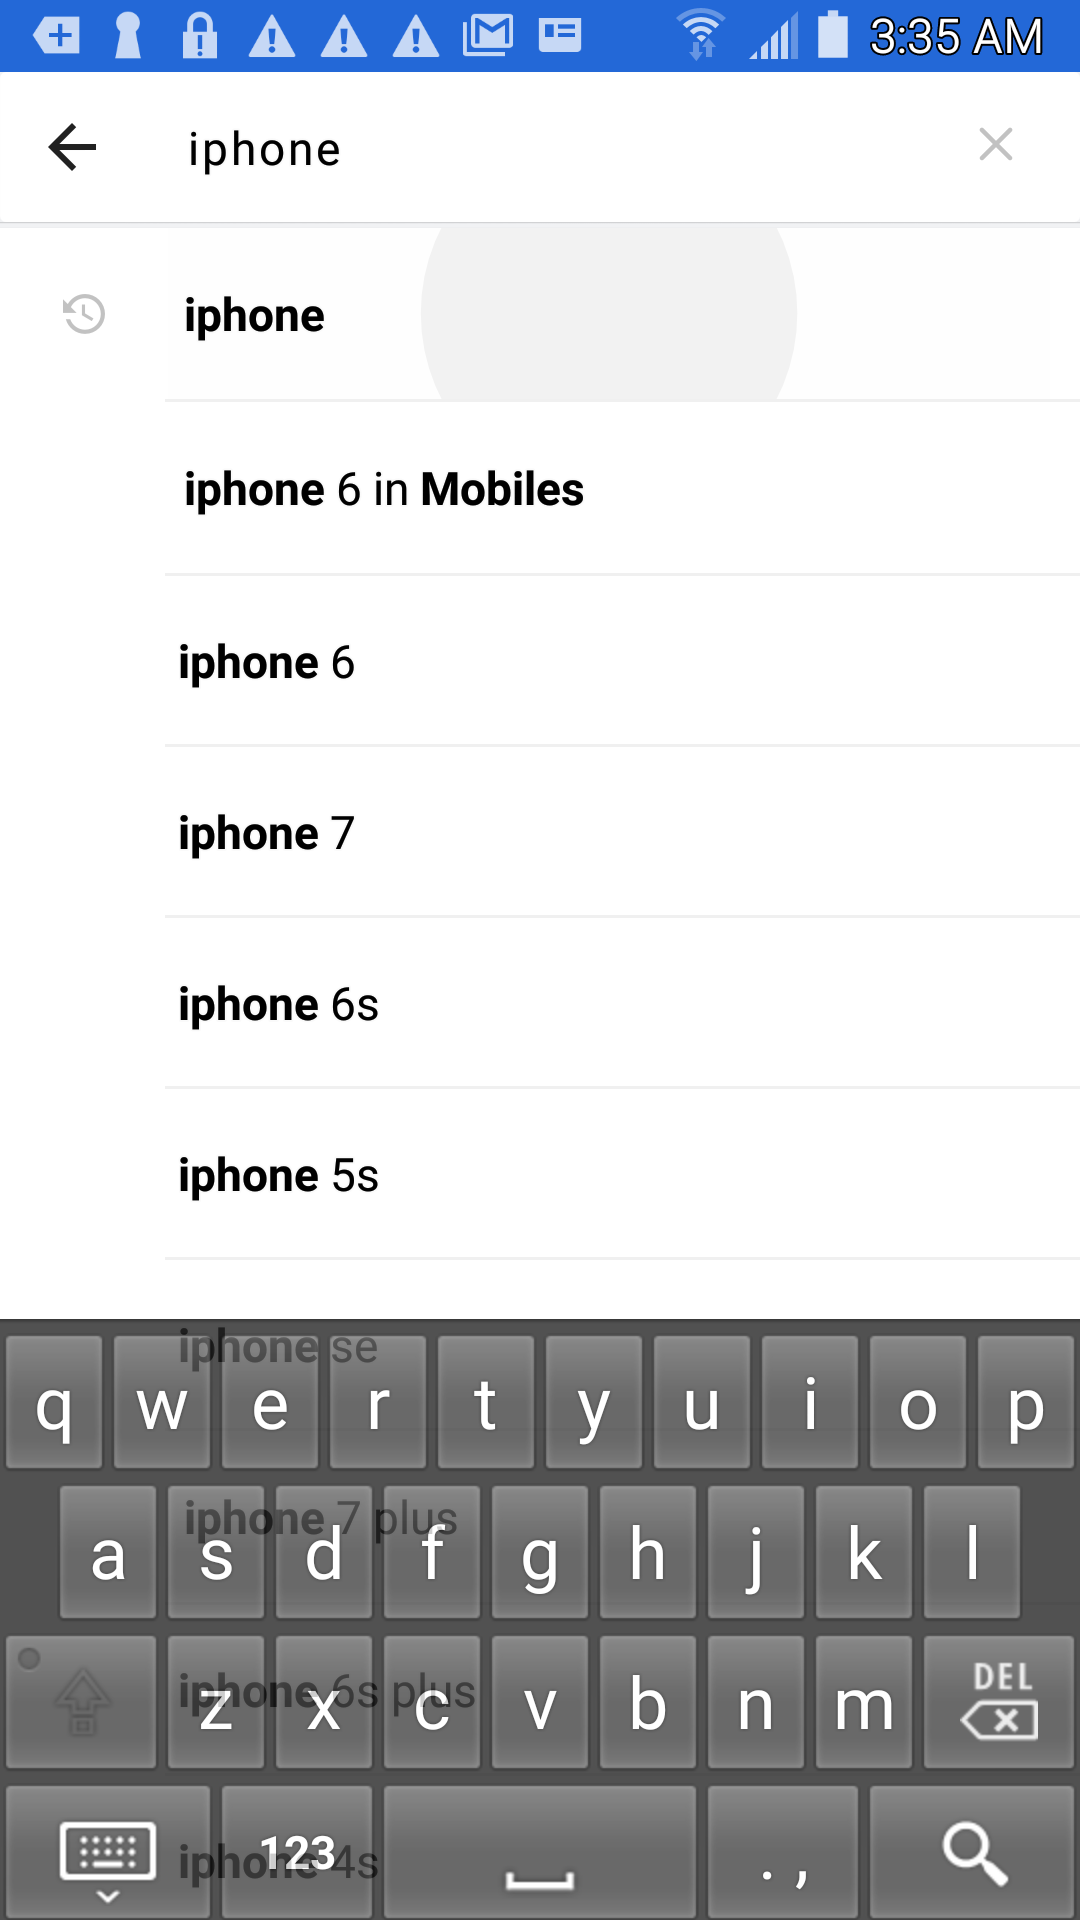 3:35 AM
iphone
iphone
iphone 6 in Mobiles
iphone 6
iphone 7
iphone 6s
iphone 5s
iphone se
q w e r t y u i o p
iphone 7 plus
a s d f g h j k l
iphone 6s plus
z x c v b n m DEL
iphone 4s
123 . ,